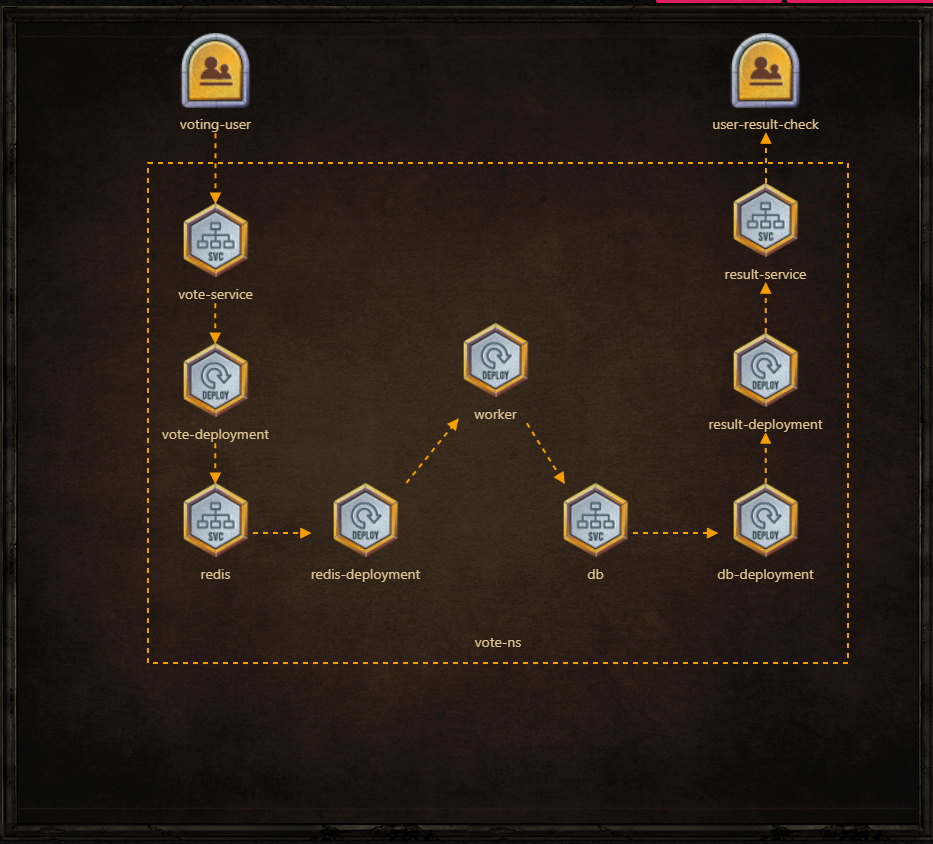 voting-user
user-result-check
SVC
vote-service
SVC
result-service
DEPLOY
vote-deployment
DEPLOY
worker
DEPLOY
result-deployment
SVC
redis
DEPLOY
redis-deployment
SVC
db
DEPLOY
db-deployment
vote-ns